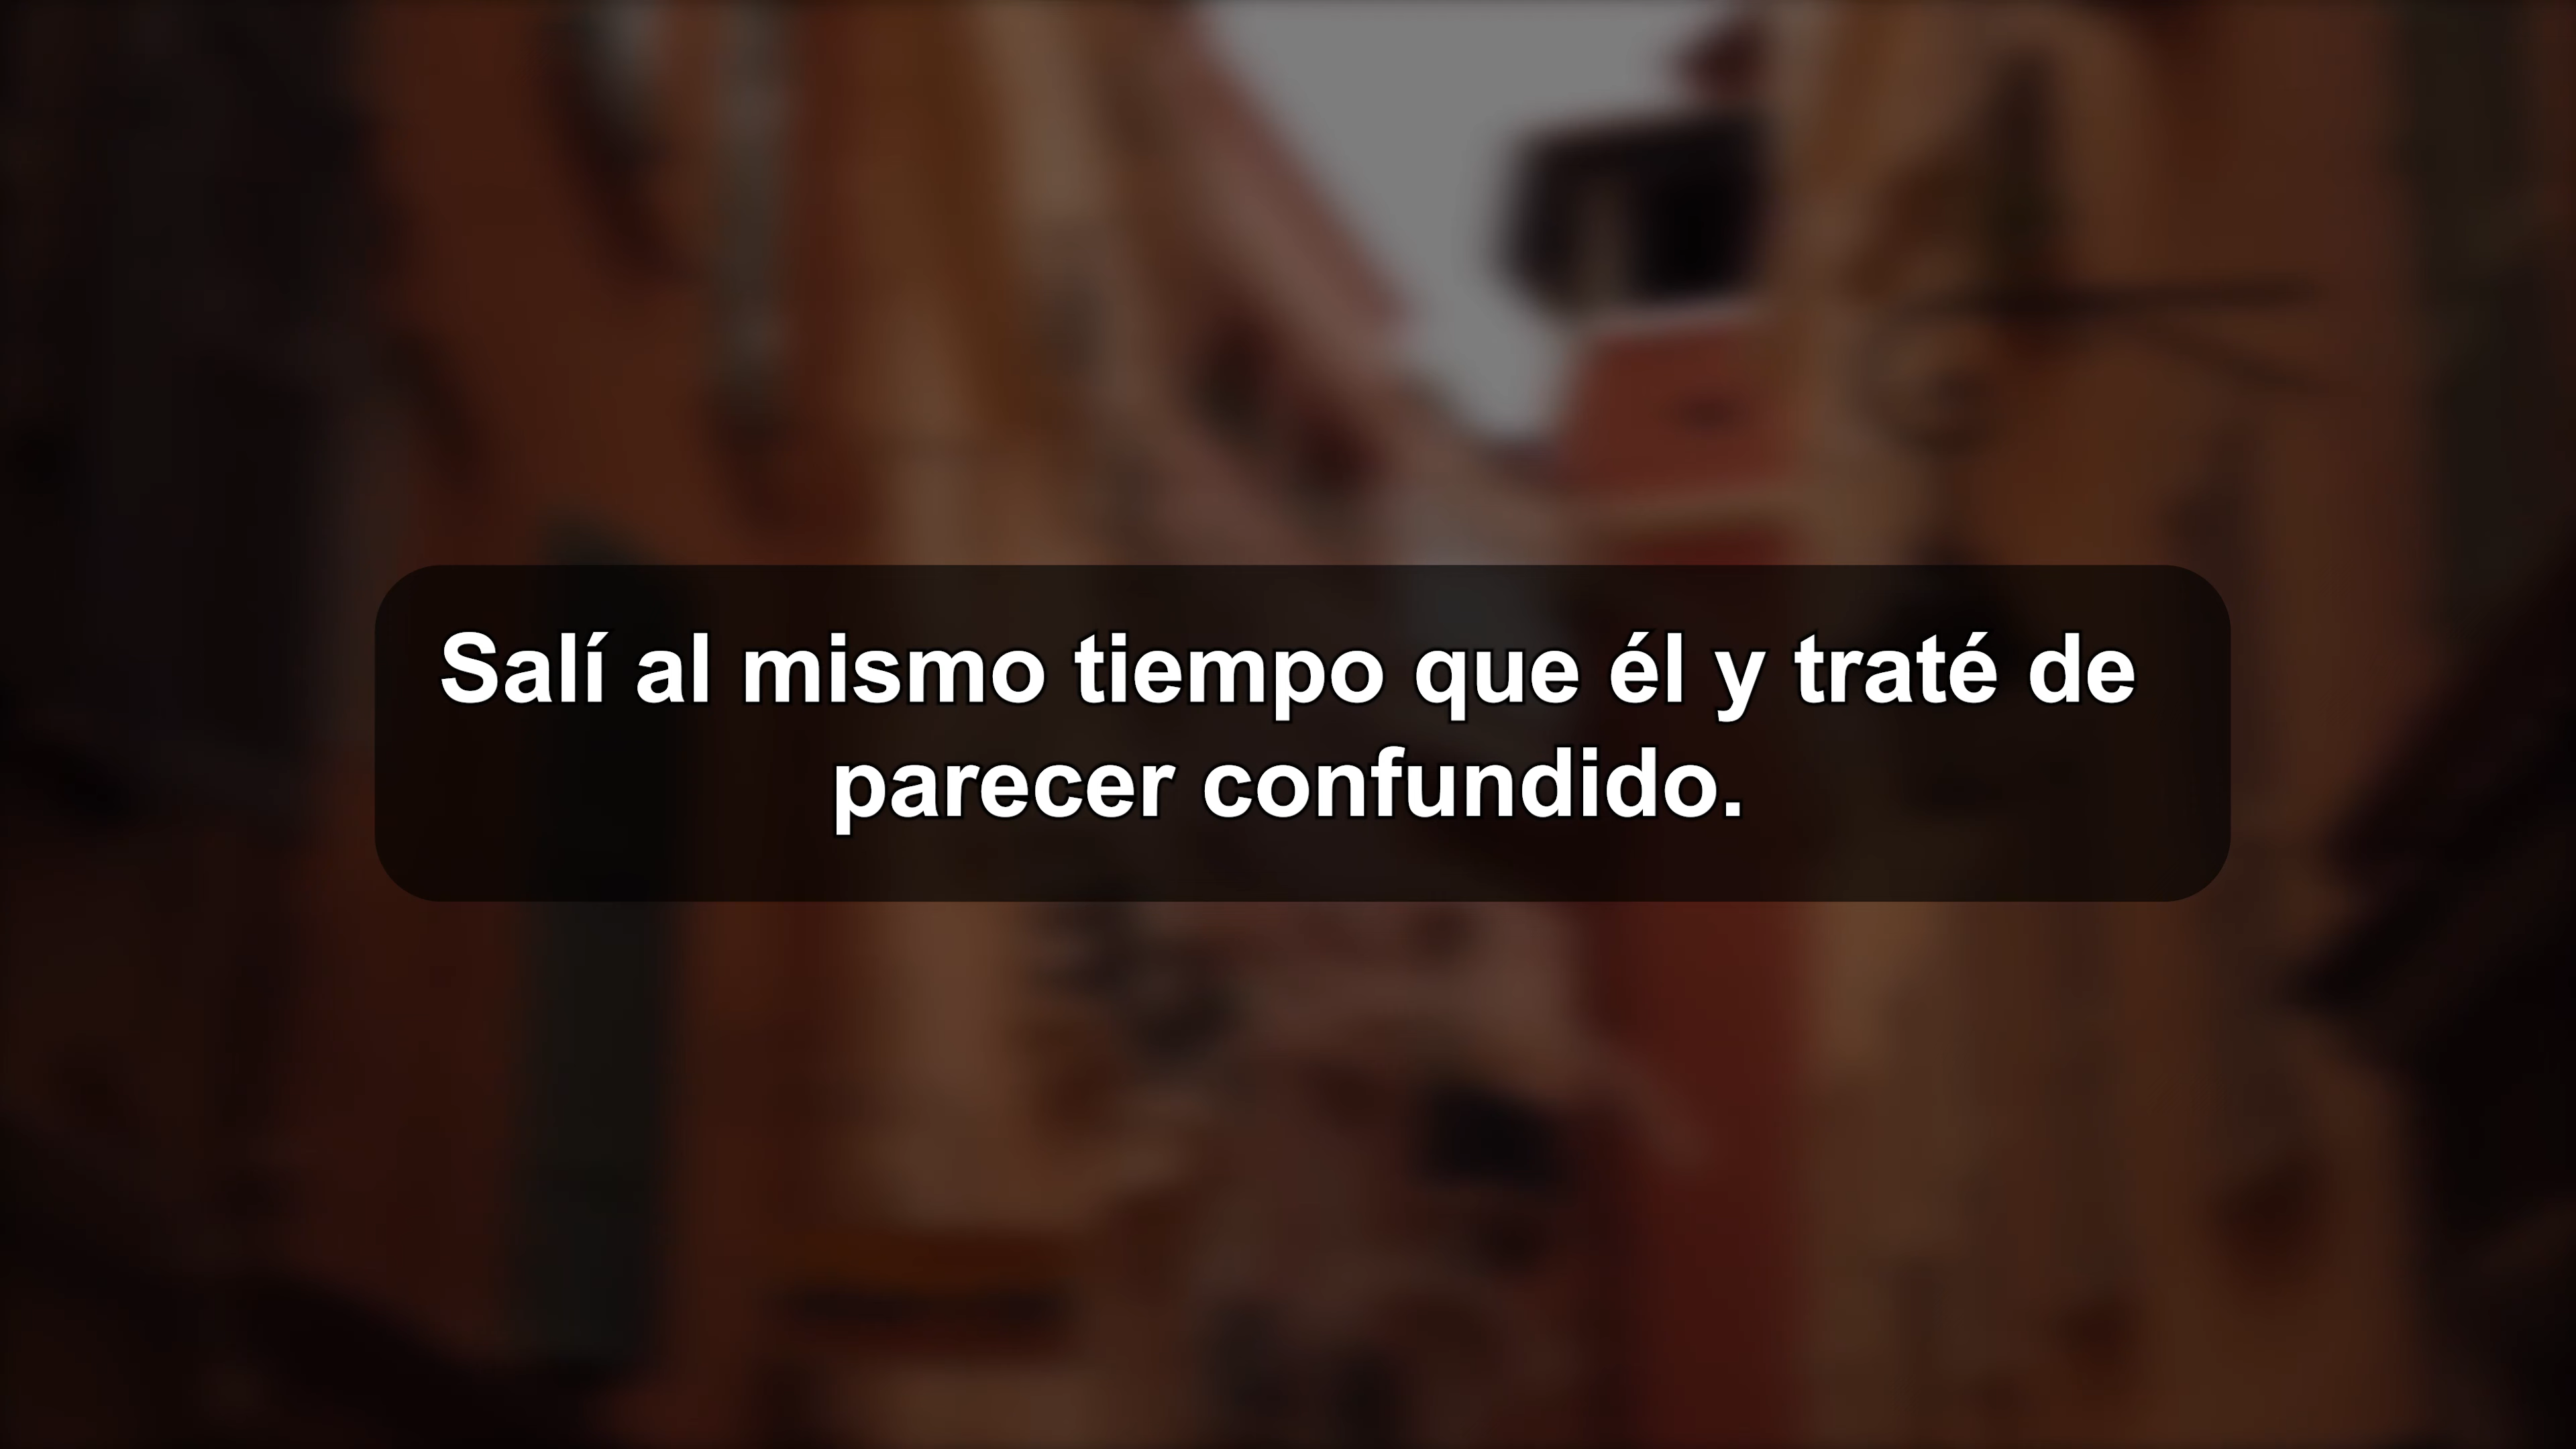 Salí al mismo tiempo que él y traté de
parecer confundido.